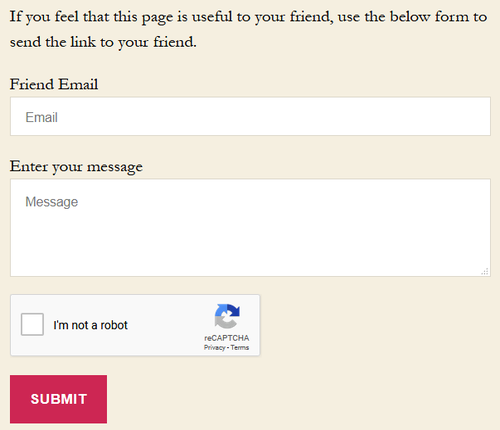 If you feel that this page is useful to your friend, use the below form to
send the link to your friend.
Friend Email
Email
Enter your message
Message
I'm not a robot
reCAPTCHA
Privacy - Terms
SUBMIT